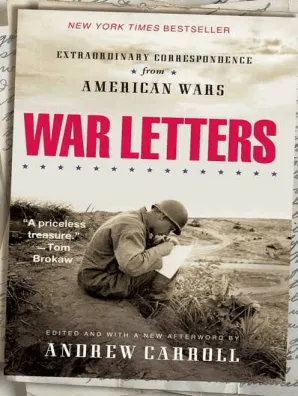 NEW YORK TIMES BESTSELLER
EXTRAORDINARY CORRESPONDENCE
from
AMERICAN WARS
WAR LETTERS
"A priceless
treasure."
—Tom
Brokaw
EDITED AND WITH A NEW AFTERWORD BY
ANDREW CARROLL